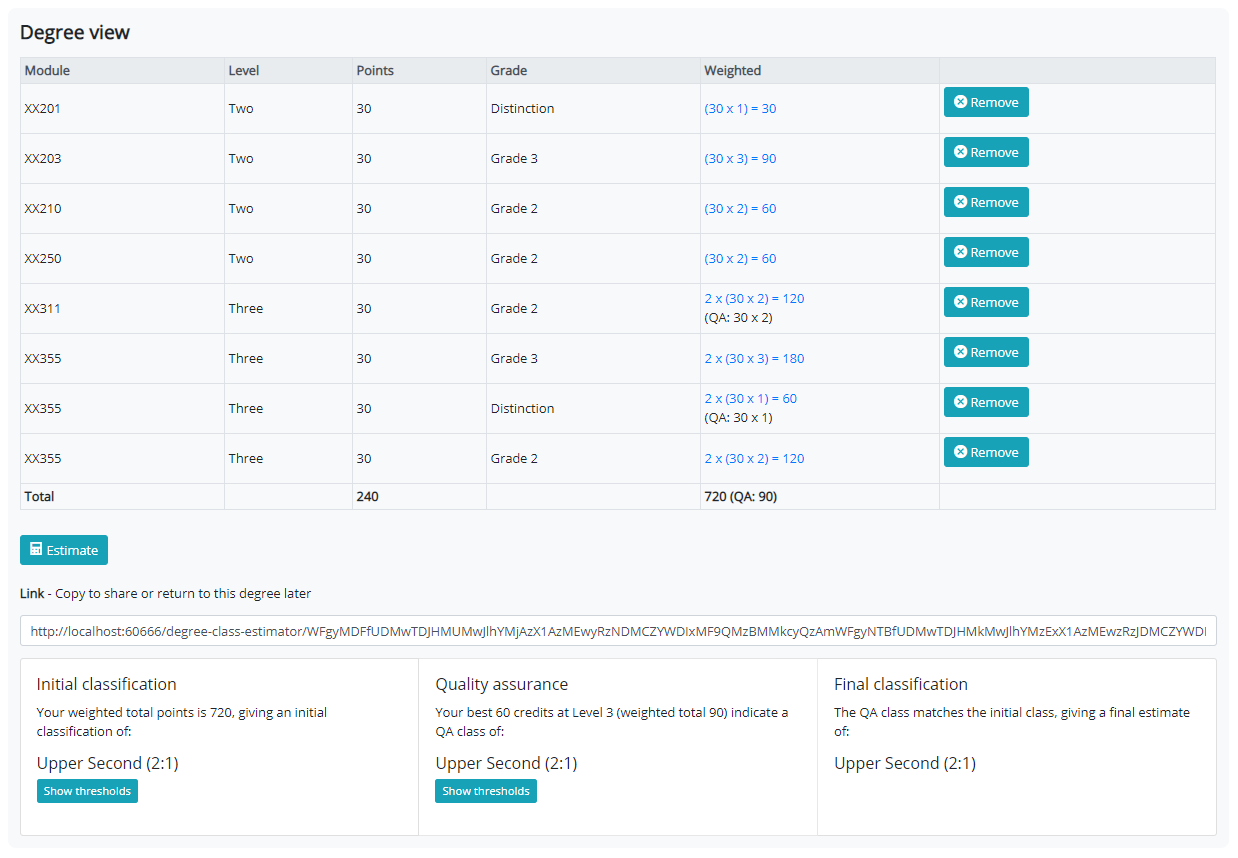 Degree view
Module Level Points Grade Weighted
XX201 Two 30 Distinction (30 x 1) = 30 Remove
XX203 Two 30 Grade 3 (30 x 3) = 90 Remove
XX210 Two 30 Grade 2 (30 x 2) = 60 Remove
XX250 Two 30 Grade 2 (30 x 2) = 60 Remove
XX311 Three 30 Grade 2 2 x (30 x 2) = 120 Remove
(QA: 30 x 2)
XX355 Three 30 Grade 3 2 x (30 x 3) = 180 Remove
XX355 Three 30 Distinction 2 x (30 x 1) = 60 Remove
(QA: 30 x 1)
XX355 Three 30 Grade 2 2 x (30 x 2) = 120 Remove
Total 240 720 (QA: 90)
Estimate
Link - Copy to share or return to this degree later
http://localhost:60666/degree-class-estimator/WFgyMDFfUDMwTDJHMUMwJlhYMjAzX1AzMEwyRzNDMCZYWDIxMF9QMzBMMkcyQzAmWFgyNTBfUDMwTDJHMkMwJlhYMzExX1AzMEwzRzJDMCZYWDI
Initial classification
Your weighted total points is 720, giving an initial
classification of:
Upper Second (2:1)
Show thresholds
Quality assurance
Your best 60 credits at Level 3 (weighted total 90) indicate a
QA class of:
Upper Second (2:1)
Show thresholds
Final classification
The QA class matches the initial class, giving a final estimate
of:
Upper Second (2:1)